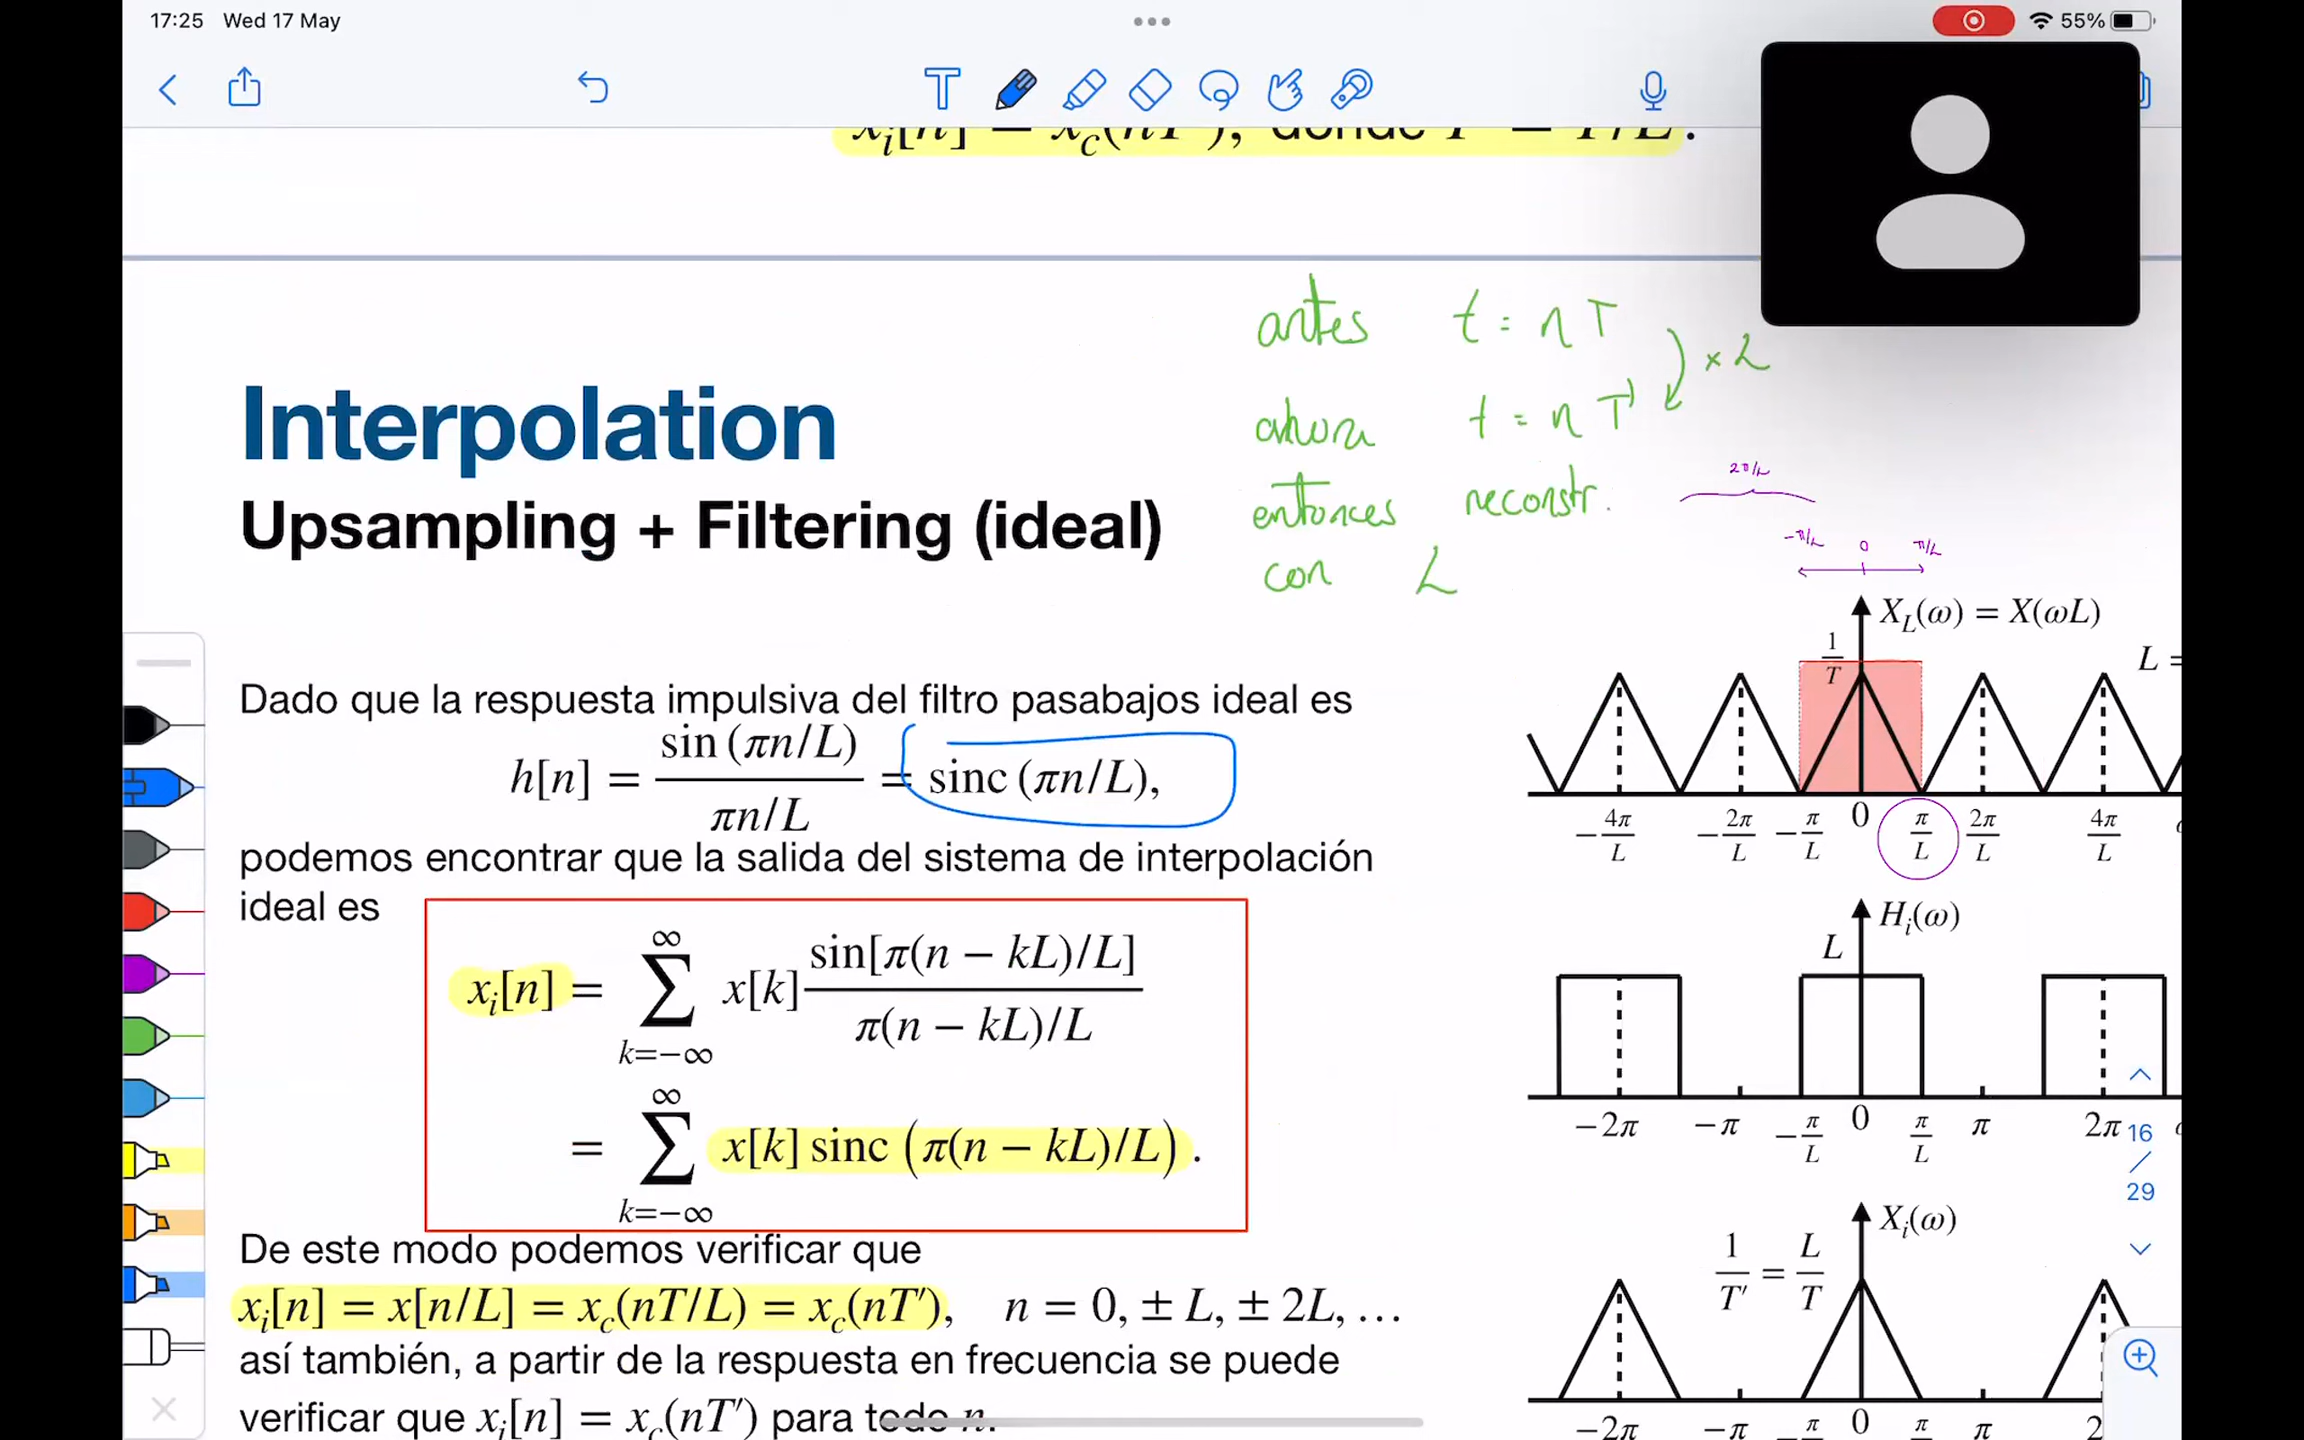 17:25 Wed 17 May
55%
x_i[n] = x_c(nT'), donde T' = T/L.
antes t = nT
× L
ahora t = nT'
entonces reconstr.
con L
Interpolation
Upsampling + Filtering (ideal)
Dado que la respuesta impulsiva del filtro pasabajos ideal es
h[n] = sin (πn/L) / πn/L = sinc (πn/L),
podemos encontrar que la salida del sistema de interpolación
ideal es
x_i[n] = ∑_{k=−∞}^{∞} x[k] sin[π(n − kL)/L] / π(n − kL)/L
= ∑_{k=−∞}^{∞} x[k] sinc (π(n − kL)/L).
De este modo podemos verificar que
x_i[n] = x[n/L] = x_c(nT/L) = x_c(nT'), n = 0, ± L, ± 2L, …
así también, a partir de la respuesta en frecuencia se puede
verificar que x_i[n] = x_c(nT') para todo n.
2π/L
−π/L 0 π/L
X_L(ω) = X(ωL)
1/T
L =
−4π/L −2π/L −π/L 0 π/L 2π/L 4π/L
H_i(ω)
L
−2π −π −π/L 0 π/L π 2π
16
/
29
X_i(ω)
1/T' = L/T
−2π −π −π/L 0 π/L π 2